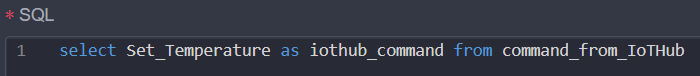 * SQL
1 select Set_Temperature as iothub_command from command_from_IoTHub